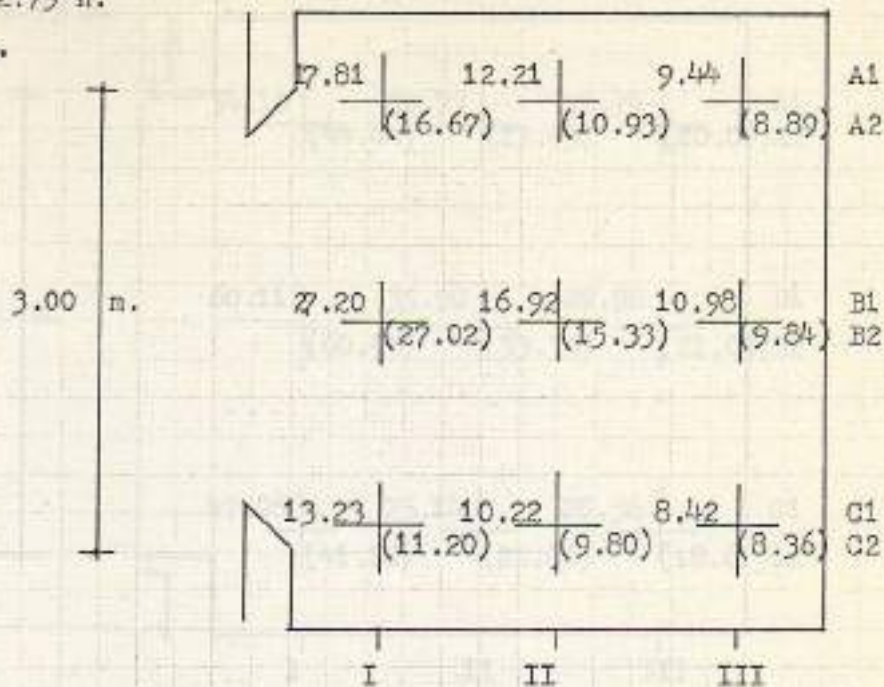 2.75 m.
17.81 12.21 9.44 A1
(16.67) (10.93) (8.89) A2
3.00 m.
27.20 16.92 10.98 B1
(27.02) (15.33) (9.84) B2
13.23 10.22 8.42 C1
(11.20) (9.80) (8.36) C2
I II III